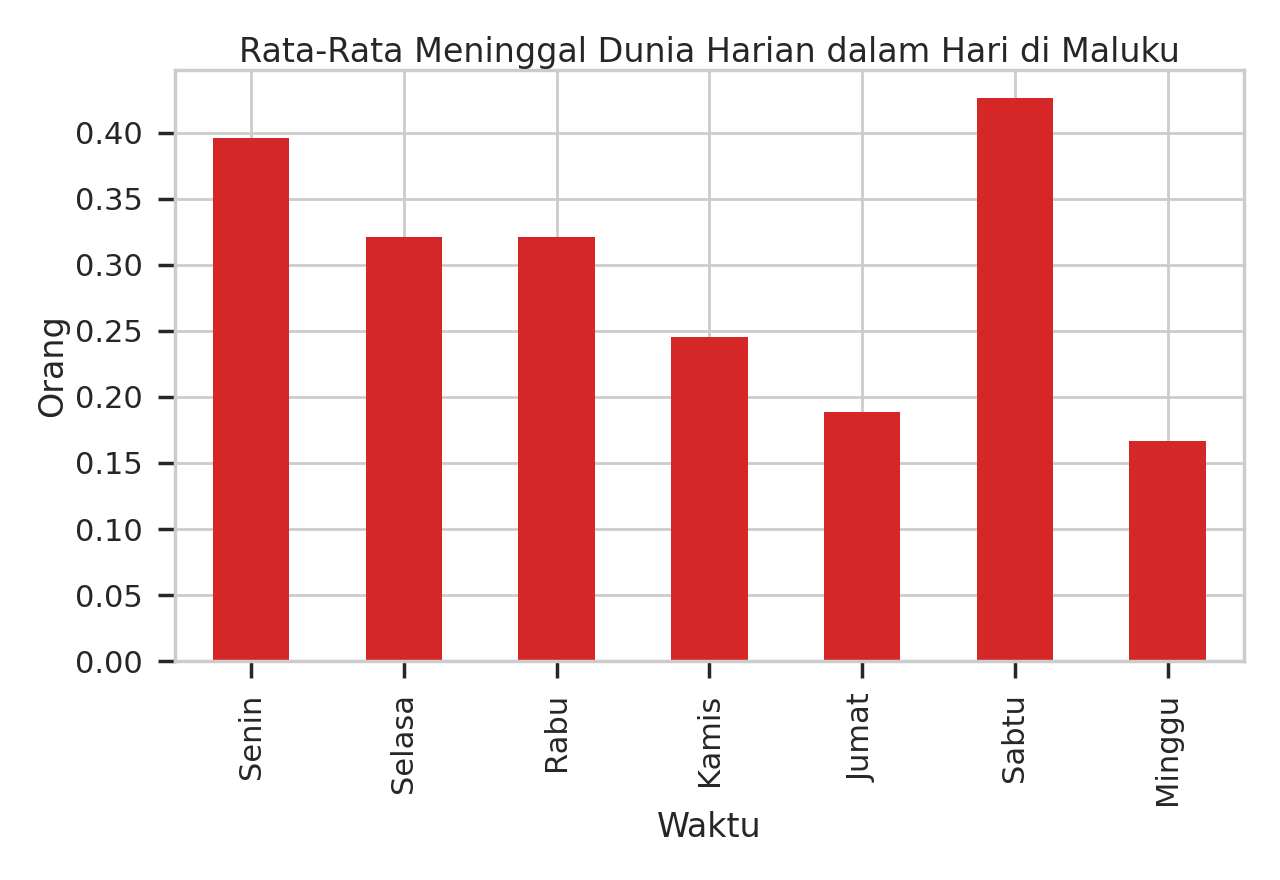 Rata-Rata Meninggal Dunia Harian dalam Hari di Maluku
Orang
0.40
0.35
0.30
0.25
0.20
0.15
0.10
0.05
0.00
Senin
Selasa
Rabu
Kamis
Jumat
Sabtu
Minggu
Waktu